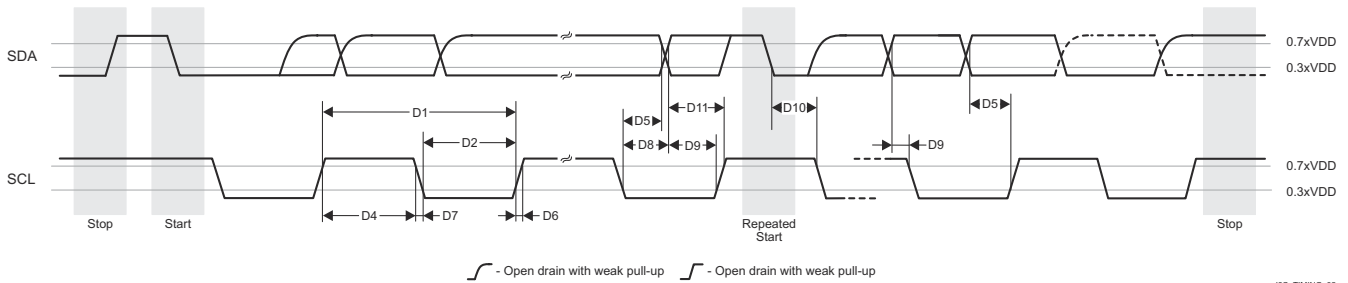 SDA
0.7xVDD
0.3xVDD
D1
D11
D10
D5
D5
D2
D8
D9
D9
SCL
0.7xVDD
0.3xVDD
D4
D7
D6
Stop
Start
Repeated
Start
Stop
- Open drain with weak pull-up
- Open drain with weak pull-up